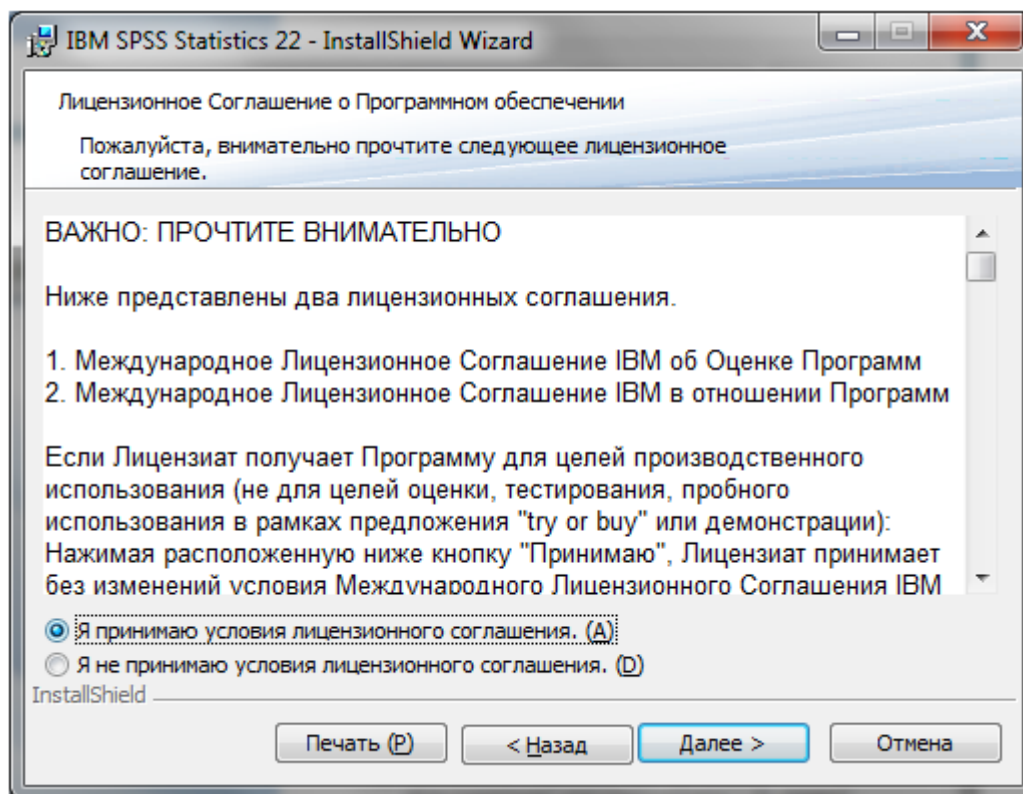 IBM SPSS Statistics 22 - InstallShield Wizard
Лицензионное Соглашение о Программном обеспечении
Пожалуйста, внимательно прочтите следующее лицензионное
соглашение.
ВАЖНО: ПРОЧТИТЕ ВНИМАТЕЛЬНО
Ниже представлены два лицензионных соглашения.
1. Международное Лицензионное Соглашение IBM об Оценке Программ
2. Международное Лицензионное Соглашение IBM в отношении Программ
Если Лицензиат получает Программу для целей производственного
использования (не для целей оценки, тестирования, пробного
использования в рамках предложения "try or buy" или демонстрации):
Нажимая расположенную ниже кнопку "Принимаю", Лицензиат принимает
без изменений условия Международного Лицензионного Соглашения IBM
Я принимаю условия лицензионного соглашения. (A)
Я не принимаю условия лицензионного соглашения. (D)
InstallShield
Печать (P) < Назад Далее > Отмена